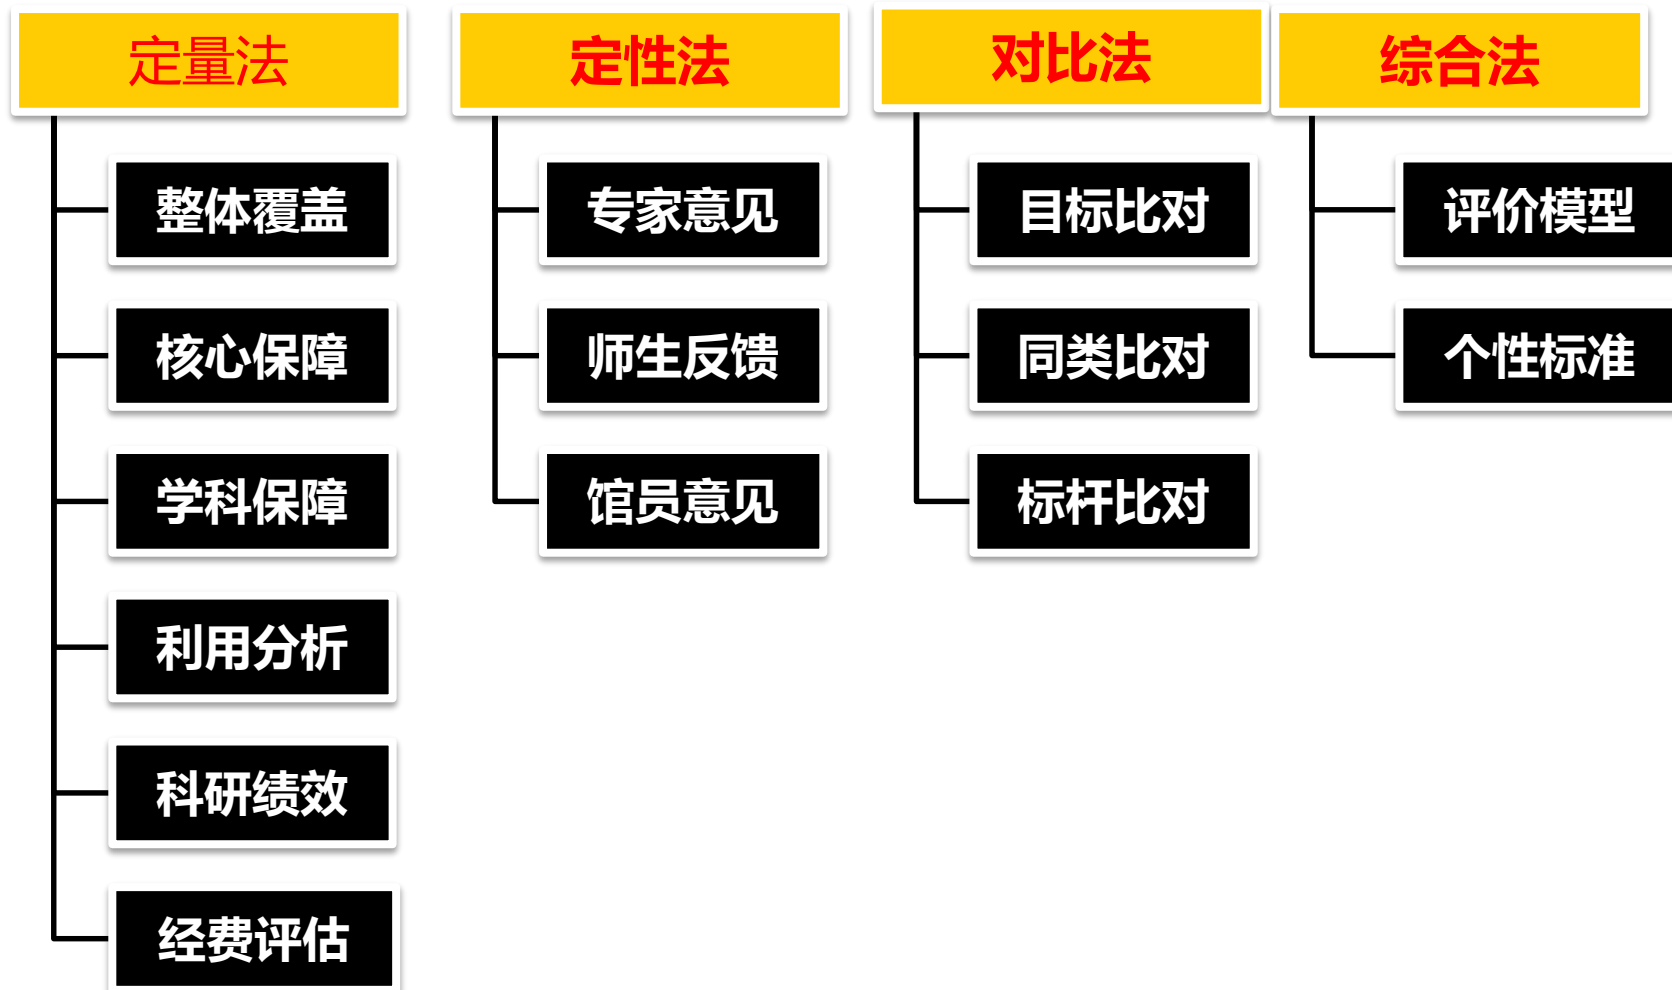 定量法
整体覆盖
核心保障
学科保障
利用分析
科研绩效
经费评估
定性法
专家意见
师生反馈
馆员意见
对比法
目标比对
同类比对
标杆比对
综合法
评价模型
个性标准